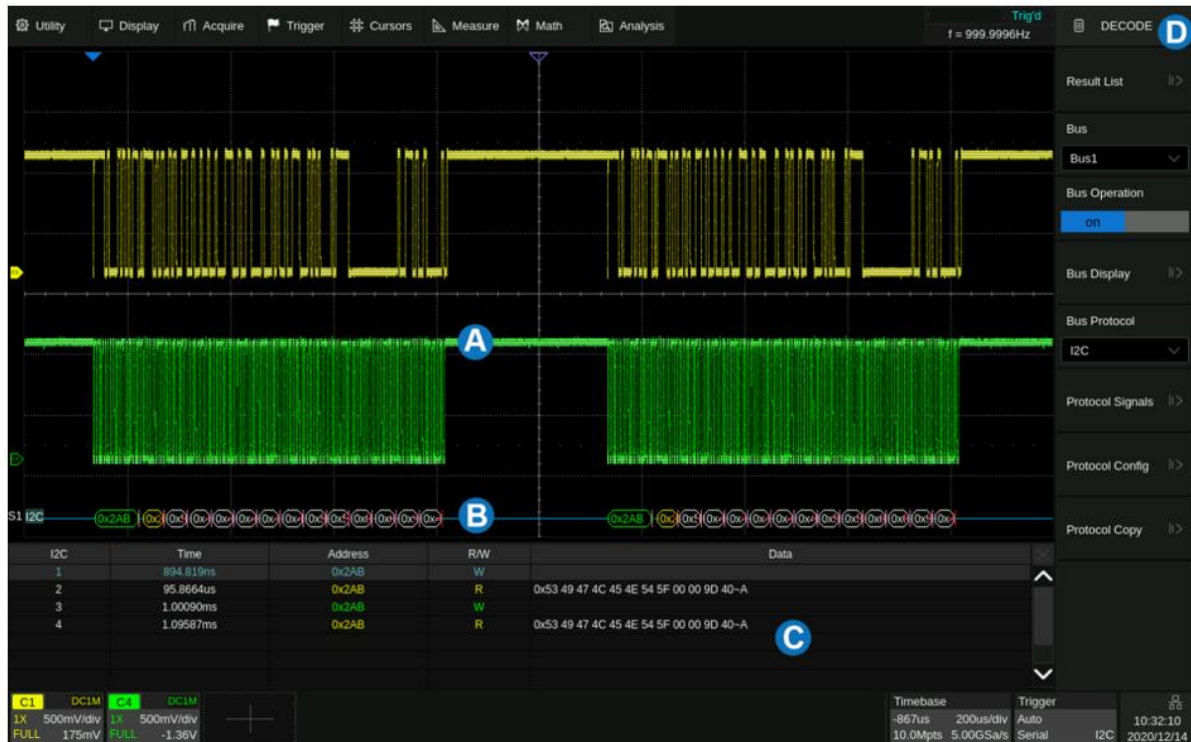 Utility Display Acquire Trigger Cursors Measure Math Analysis
Trig'd
f = 999.9996Hz
DECODE D
Result List
Bus
Bus1
Bus Operation
on
Bus Display
Bus Protocol
I2C
Protocol Signals
Protocol Config
Protocol Copy
A
S1 I2C 0x2AB B 0x2AB
I2C Time Address R/W Data
1 894.819ns 0x2AB W
2 95.8664us 0x2AB R 0x53 49 47 4C 45 4E 54 5F 00 00 9D 40~A
3 1.00090ms 0x2AB W
4 1.09587ms 0x2AB R 0x53 49 47 4C 45 4E 54 5F 00 00 9D 40~A
C
C1 DC1M C4 DC1M Timebase Trigger
1X 500mV/div 1X 500mV/div -867us 200us/div Auto 10:32:10
FULL 175mV FULL -1.36V 10.0Mpts 5.00GSa/s Serial I2C 2020/12/14